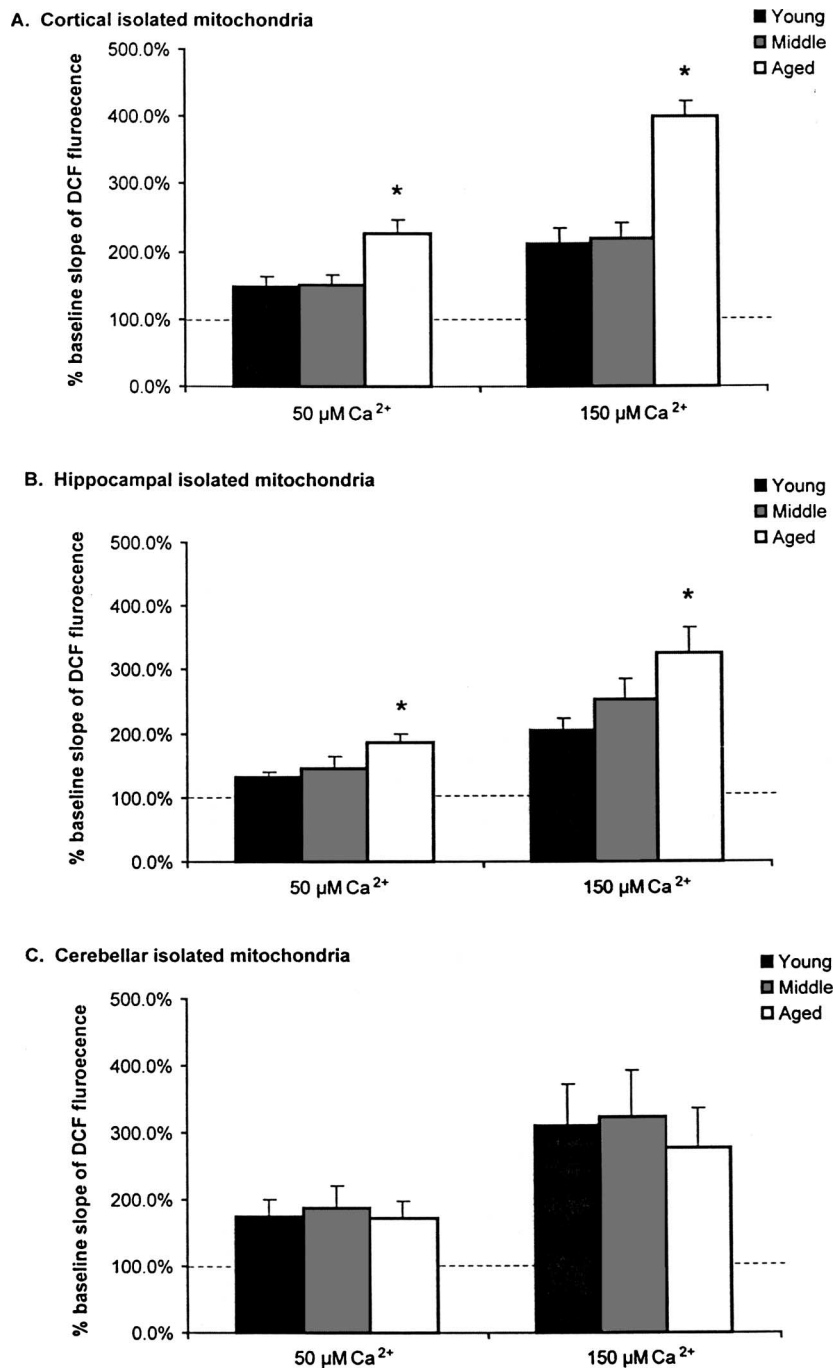 A. Cortical isolated mitochondria
Young
Middle
Aged
% baseline slope of DCF fluroecence
500.0%
400.0%
300.0%
200.0%
100.0%
0.0%
*
*
50 µM Ca2+
150 µM Ca2+
B. Hippocampal isolated mitochondria
Young
Middle
Aged
% baseline slope of DCF fluroecence
500.0%
400.0%
300.0%
200.0%
100.0%
0.0%
*
*
50 µM Ca2+
150 µM Ca2+
C. Cerebellar isolated mitochondria
Young
Middle
Aged
% baseline slope of DCF fluroecence
500.0%
400.0%
300.0%
200.0%
100.0%
0.0%
50 µM Ca2+
150 µM Ca2+